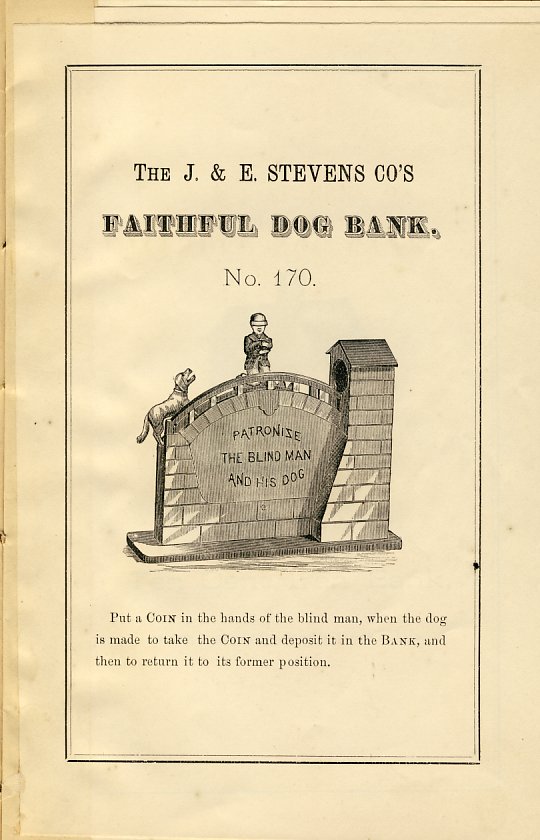 THE J. & E. STEVENS CO'S
FAITHFUL DOG BANK.
No. 170.
PATRONISE
THE BLIND MAN
AND HIS DOG
Put a COIN in the hands of the blind man, when the dog
is made to take the COIN and deposit it in the BANK, and
then to return it to its former position.